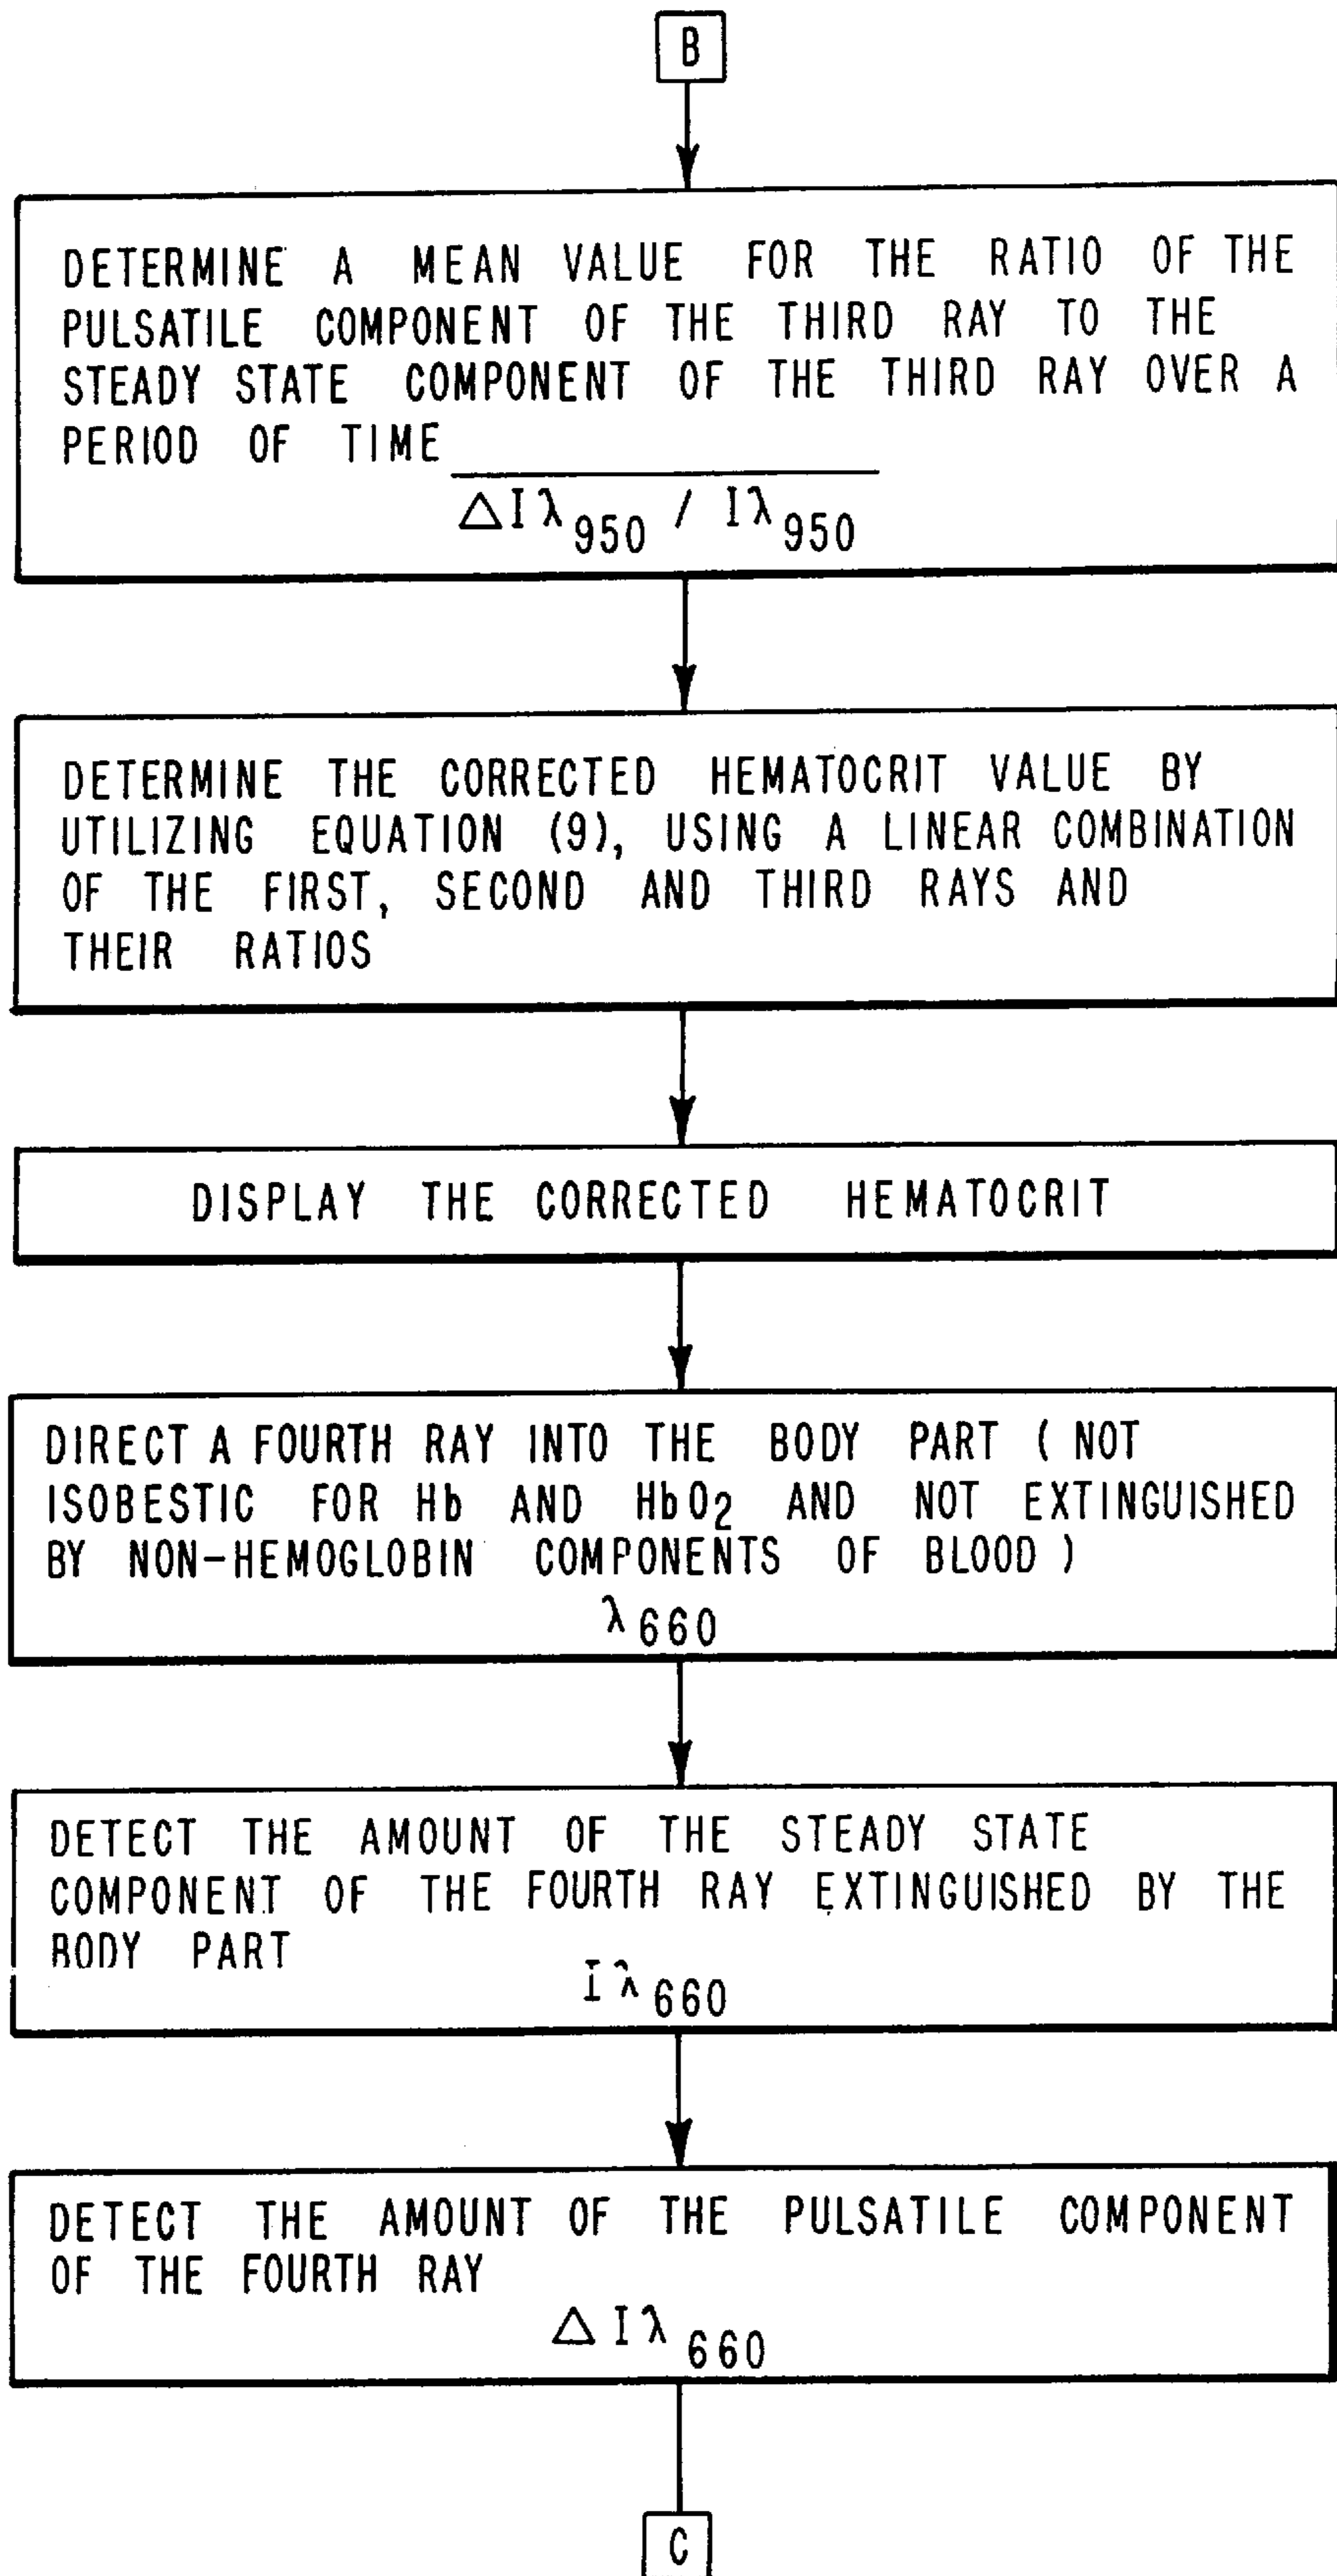 B
DETERMINE A MEAN VALUE FOR THE RATIO OF THE
PULSATILE COMPONENT OF THE THIRD RAY TO THE
STEADY STATE COMPONENT OF THE THIRD RAY OVER A
PERIOD OF TIME
ΔIλ950 / Iλ950
DETERMINE THE CORRECTED HEMATOCRIT VALUE BY
UTILIZING EQUATION (9), USING A LINEAR COMBINATION
OF THE FIRST, SECOND AND THIRD RAYS AND
THEIR RATIOS
DISPLAY THE CORRECTED HEMATOCRIT
DIRECT A FOURTH RAY INTO THE BODY PART ( NOT
ISOBESTIC FOR Hb AND HbO2 AND NOT EXTINGUISHED
BY NON-HEMOGLOBIN COMPONENTS OF BLOOD )
λ660
DETECT THE AMOUNT OF THE STEADY STATE
COMPONENT OF THE FOURTH RAY EXTINGUISHED BY THE
BODY PART
Iλ660
DETECT THE AMOUNT OF THE PULSATILE COMPONENT
OF THE FOURTH RAY
ΔIλ660
C